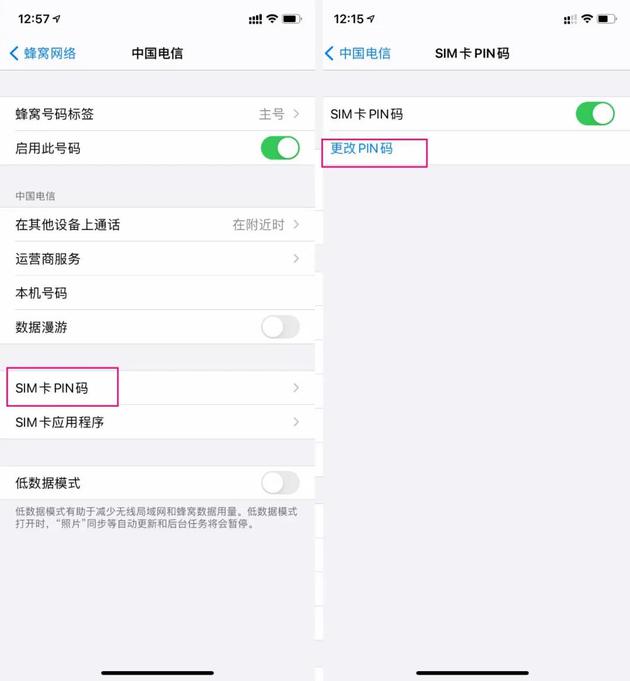 12:57
蜂窝网络
中国电信
蜂窝号码标签
主号
启用此号码
中国电信
在其他设备上通话
在附近时
运营商服务
本机号码
数据漫游
SIM卡PIN码
SIM卡应用程序
低数据模式
低数据模式有助于减少无线局域网和蜂窝数据用量。低数据模式
打开时，“照片”同步等自动更新和后台任务将会暂停。
12:15
中国电信
SIM卡PIN码
SIM卡PIN码
更改PIN码